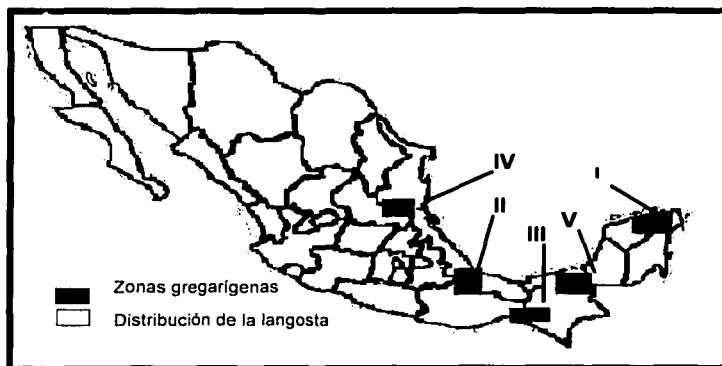 IV
I
II
III
V
Zonas gregarígenas
Distribución de la langosta